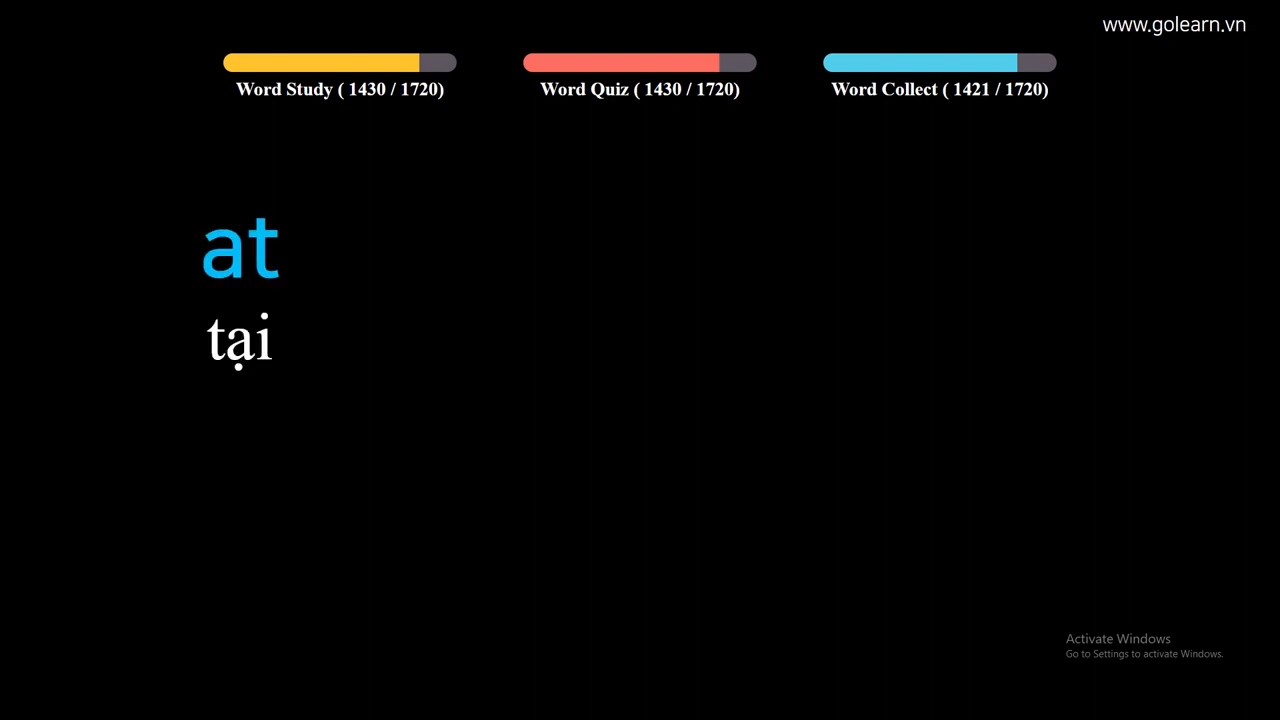 www.golearn.vn
Word Study ( 1430 / 1720)
Word Quiz ( 1430 / 1720)
Word Collect ( 1421 / 1720)
at
tại
Activate Windows
Go to Settings to activate Windows.